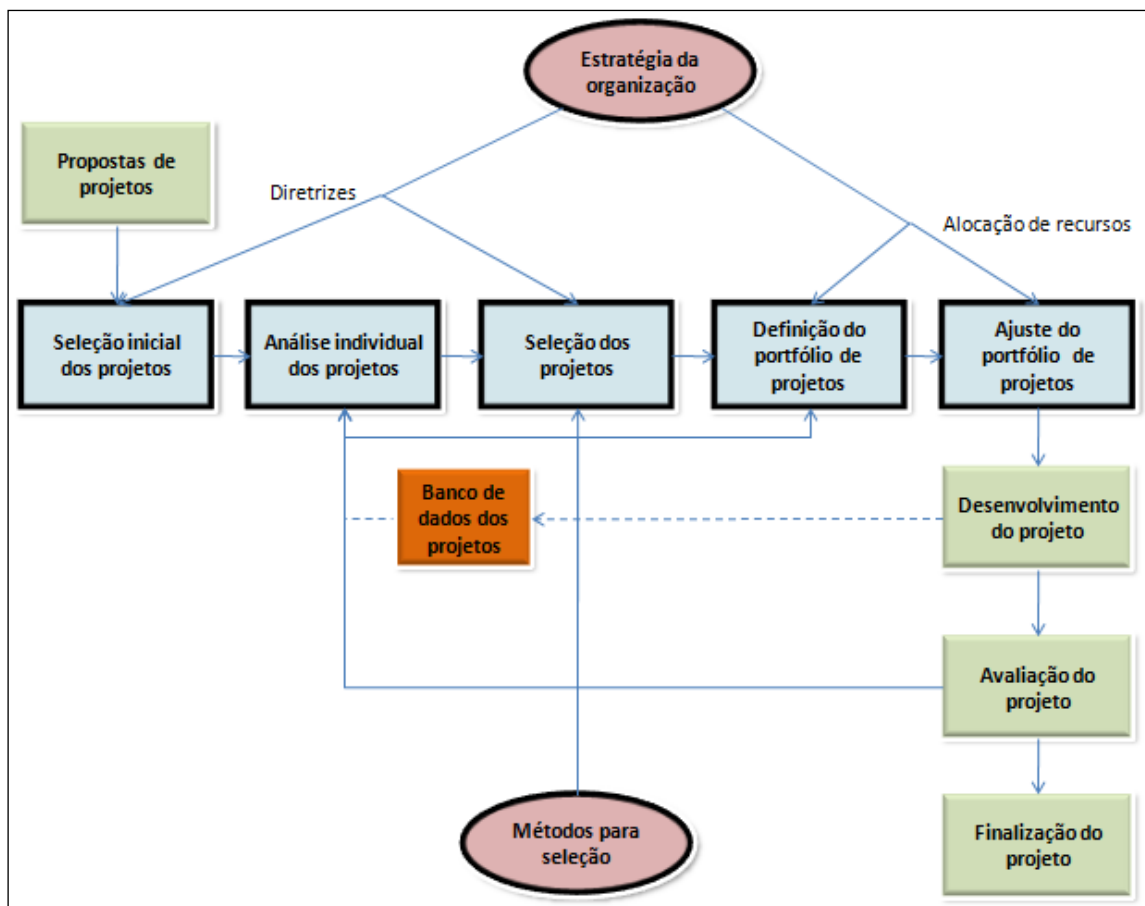 Estratégia da
organização
Propostas de
projetos
Diretrizes
Alocação de recursos
Seleção inicial
dos projetos
Análise individual
dos projetos
Seleção dos
projetos
Definição do
portfólio de
projetos
Ajuste do
portfólio de
projetos
Banco de
dados dos
projetos
Desenvolvimento
do projeto
Avaliação do
projeto
Métodos para
seleção
Finalização do
projeto